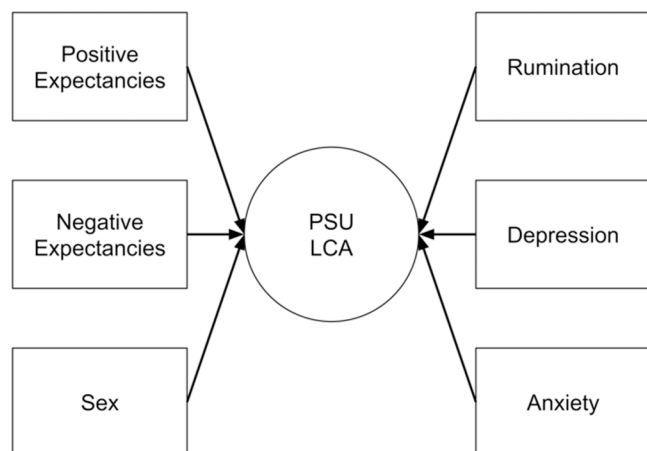 Positive
Expectancies
Rumination
Negative
Expectancies
PSU
LCA
Depression
Sex
Anxiety